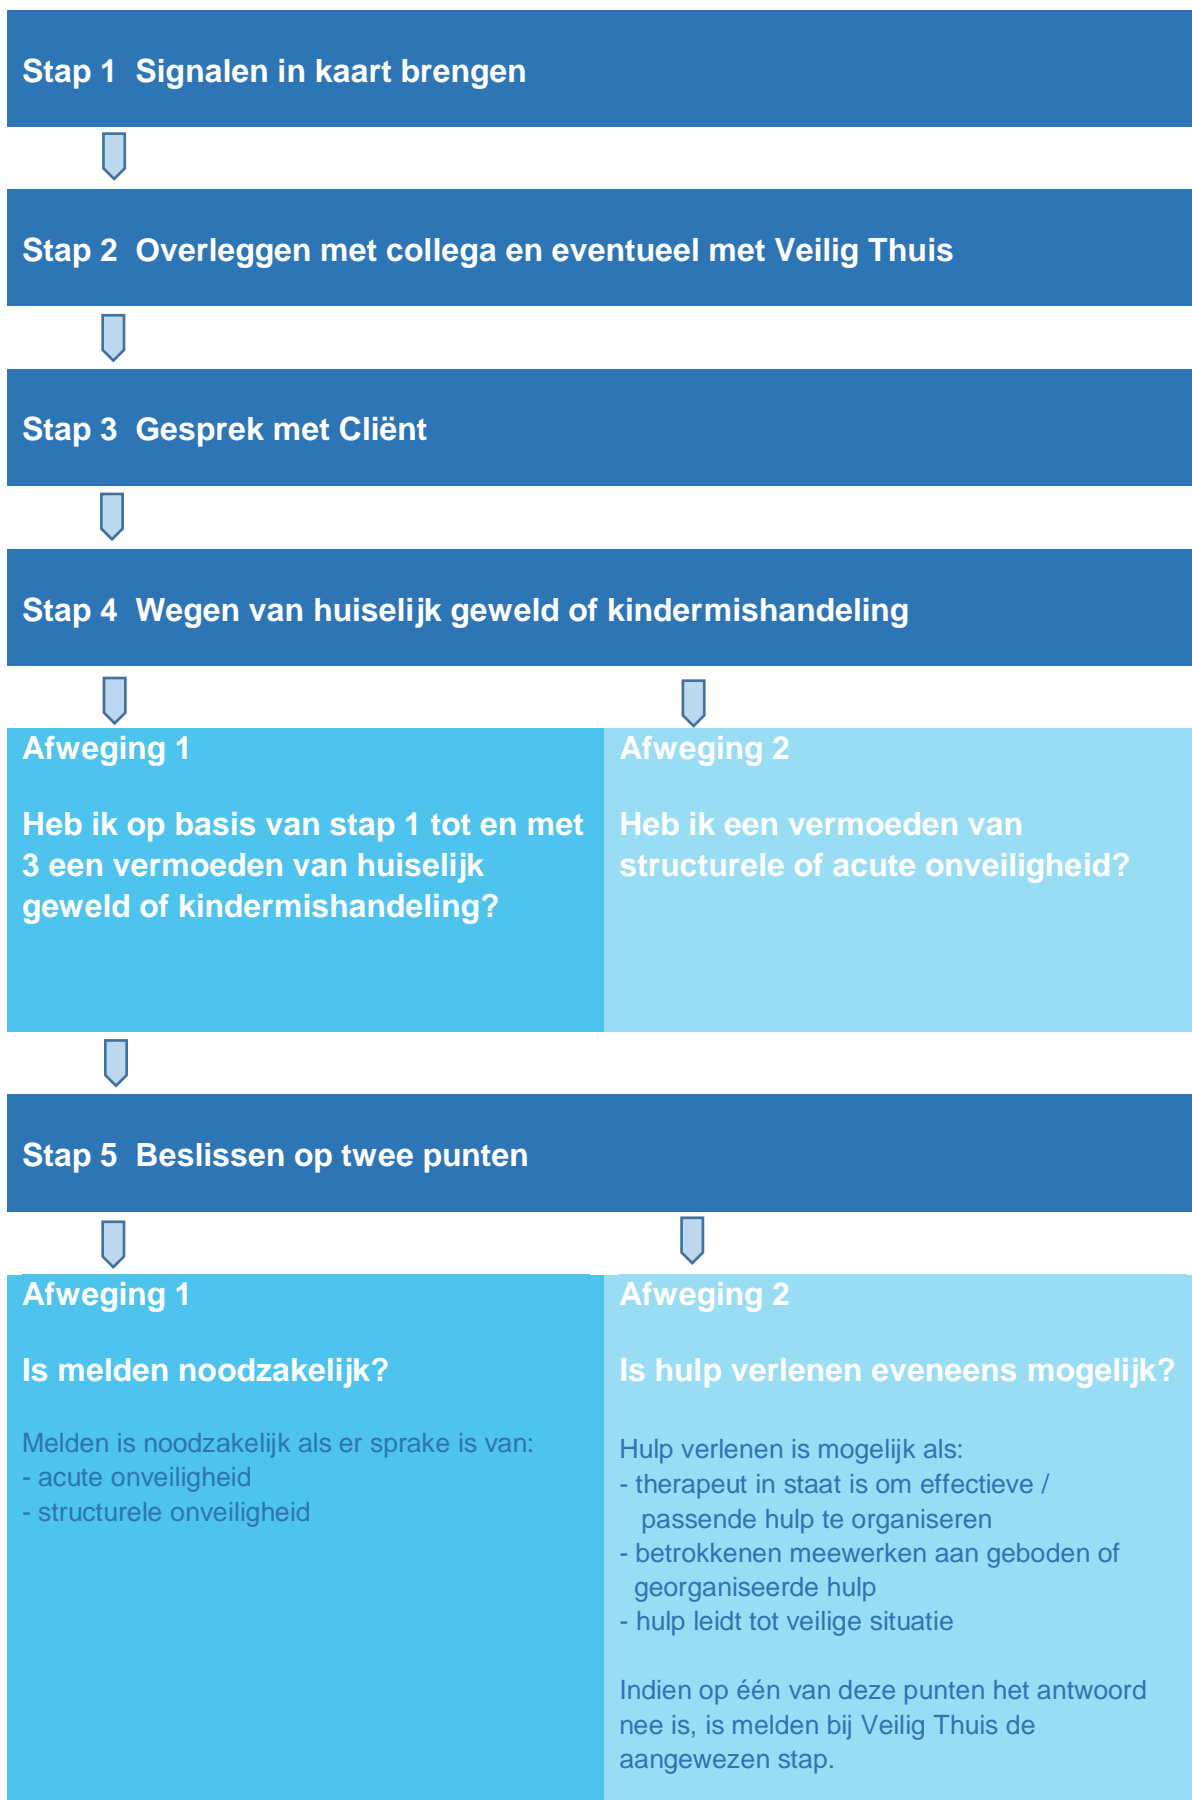 Stap 1  Signalen in kaart brengen
Stap 2  Overleggen met collega en eventueel met Veilig Thuis
Stap 3  Gesprek met Cliënt
Stap 4  Wegen van huiselijk geweld of kindermishandeling
Afweging 1
Heb ik op basis van stap 1 tot en met
3 een vermoeden van huiselijk
geweld of kindermishandeling?
Afweging 2
Heb ik een vermoeden van
structurele of acute onveiligheid?
Stap 5  Beslissen op twee punten
Afweging 1
Is melden noodzakelijk?
Melden is noodzakelijk als er sprake is van:
- acute onveiligheid
- structurele onveiligheid
Afweging 2
Is hulp verlenen eveneens mogelijk?
Hulp verlenen is mogelijk als:
- therapeut in staat is om effectieve /
passende hulp te organiseren
- betrokkenen meewerken aan geboden of
georganiseerde hulp
- hulp leidt tot veilige situatie
Indien op één van deze punten het antwoord
nee is, is melden bij Veilig Thuis de
aangewezen stap.